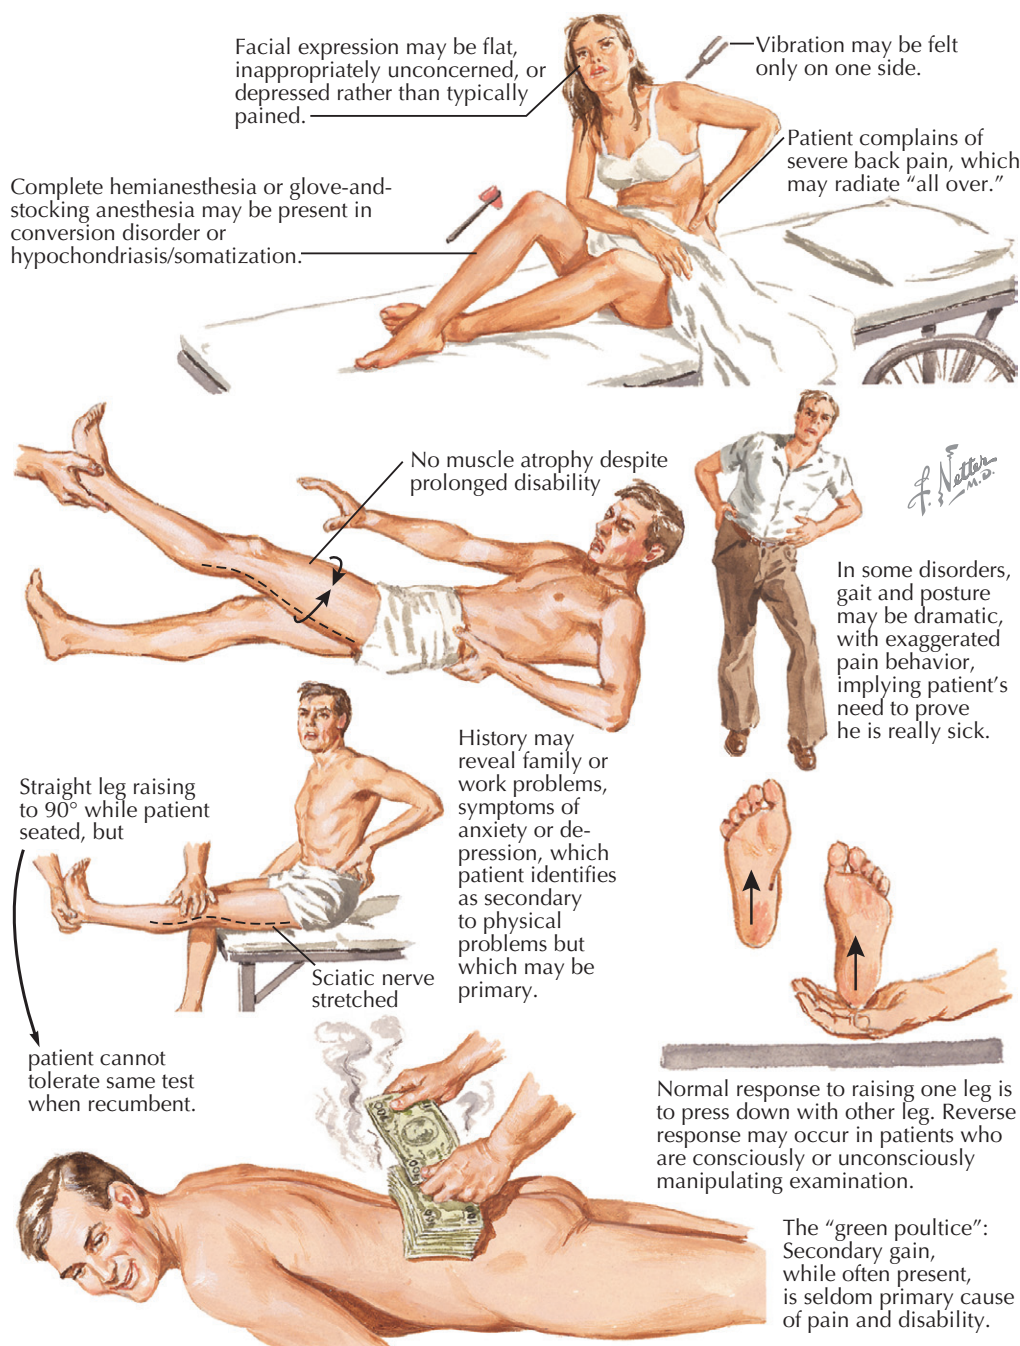 Facial expression may be flat,
inappropriately unconcerned, or
depressed rather than typically
pained.
Vibration may be felt
only on one side.
Patient complains of
severe back pain, which
may radiate “all over.”
Complete hemianesthesia or glove-and-
stocking anesthesia may be present in
conversion disorder or
hypochondriasis/somatization.
No muscle atrophy despite
prolonged disability
F. Netter
M.D.
In some disorders,
gait and posture
may be dramatic,
with exaggerated
pain behavior,
implying patient’s
need to prove
he is really sick.
History may
reveal family or
work problems,
symptoms of
anxiety or de-
pression, which
patient identifies
as secondary
to physical
problems but
which may be
primary.
Straight leg raising
to 90° while patient
seated, but
Sciatic nerve
stretched
patient cannot
tolerate same test
when recumbent.
Normal response to raising one leg is
to press down with other leg. Reverse
response may occur in patients who
are consciously or unconsciously
manipulating examination.
100
100
100
The “green poultice”:
Secondary gain,
while often present,
is seldom primary cause
of pain and disability.